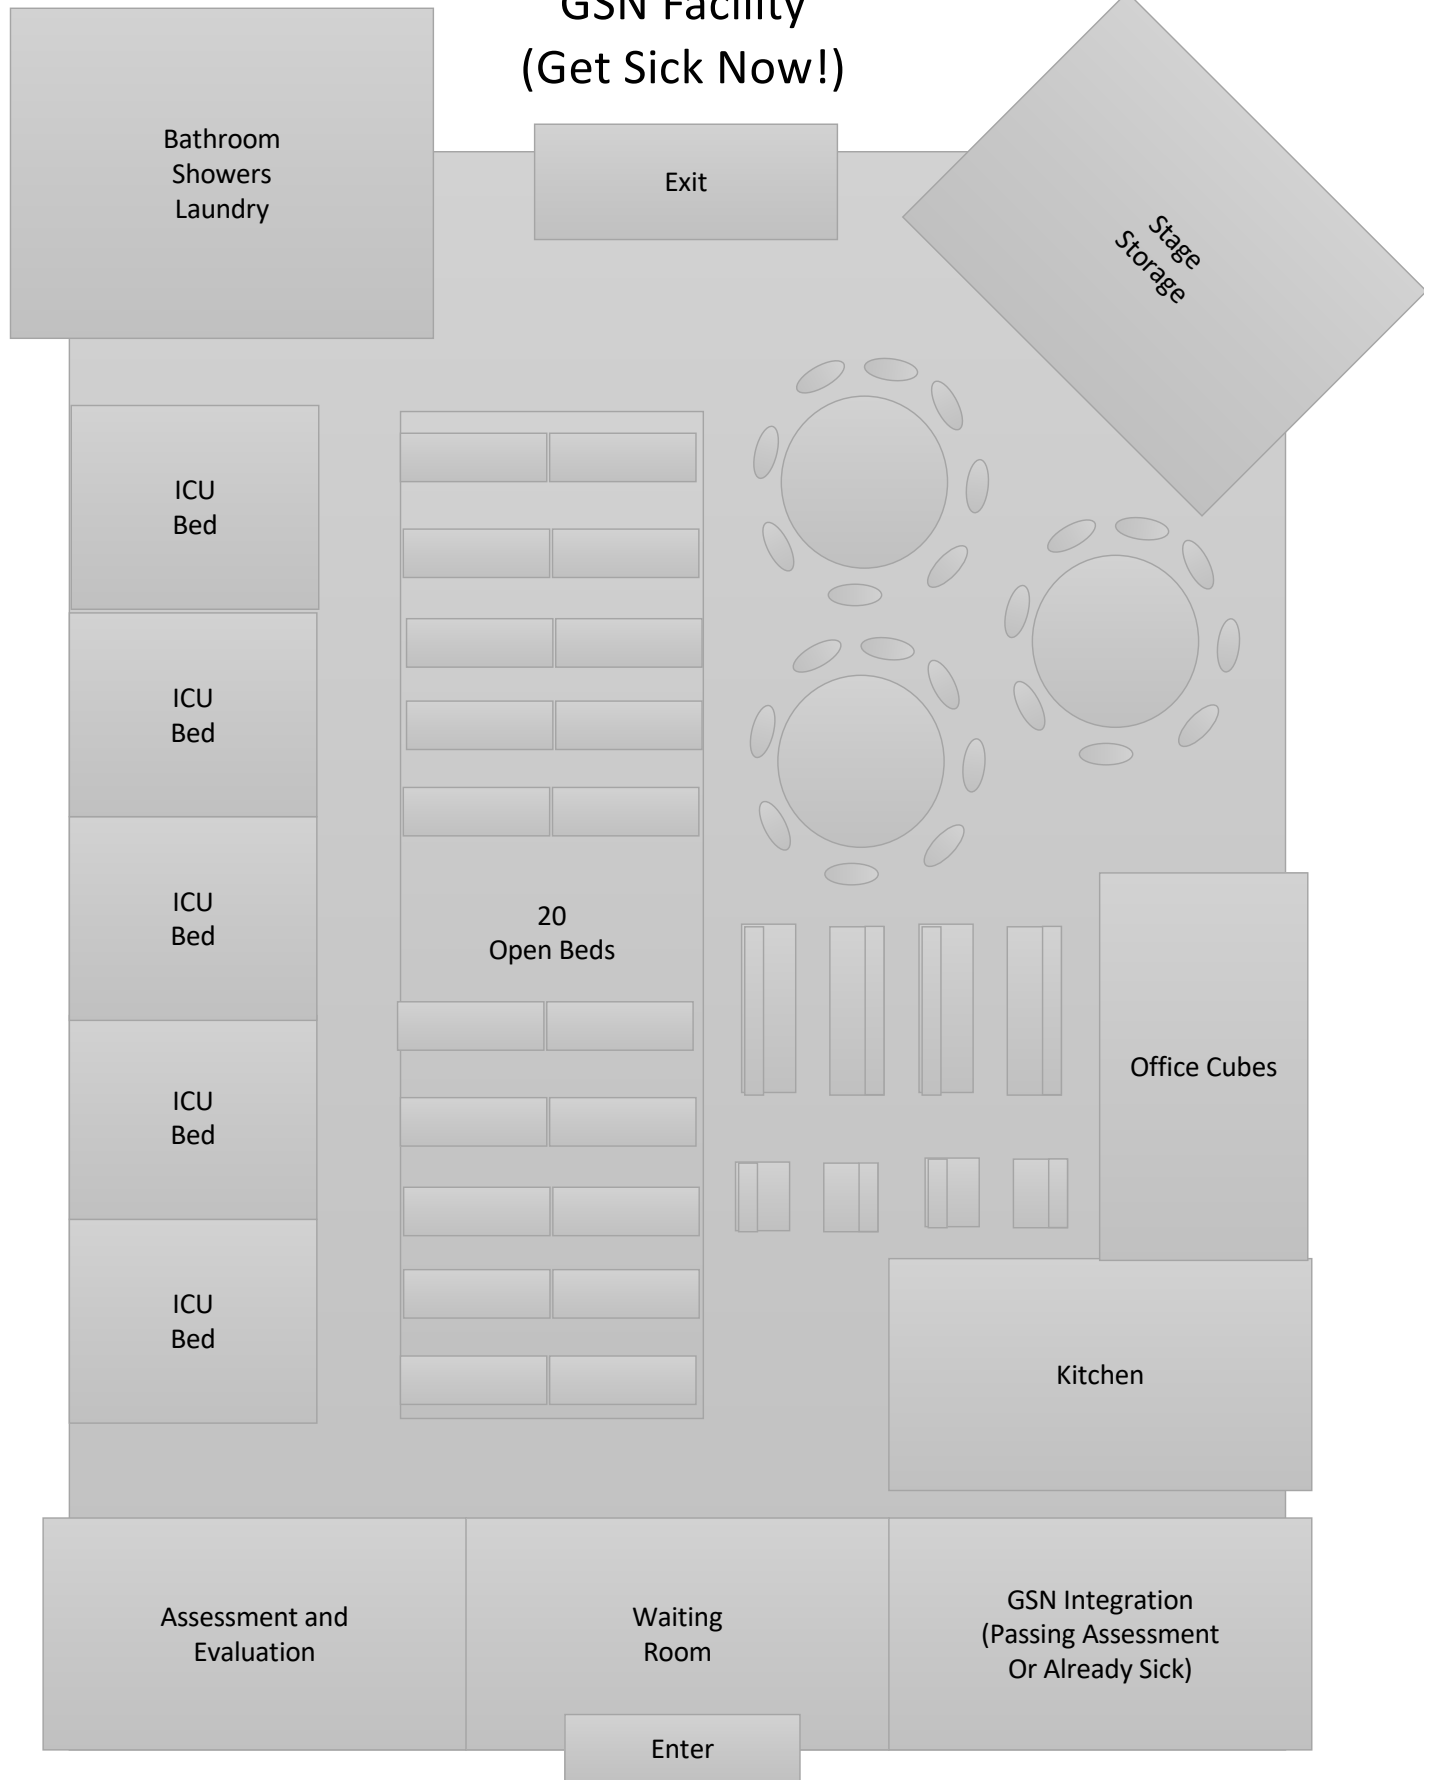 GSN Facility
(Get Sick Now!)
Bathroom
Showers
Laundry
Exit
Stage
Storage
ICU
Bed
ICU
Bed
ICU
Bed
20
Open Beds
Office Cubes
ICU
Bed
ICU
Bed
Kitchen
Assessment and
Evaluation
Waiting
Room
GSN Integration
(Passing Assessment
Or Already Sick)
Enter